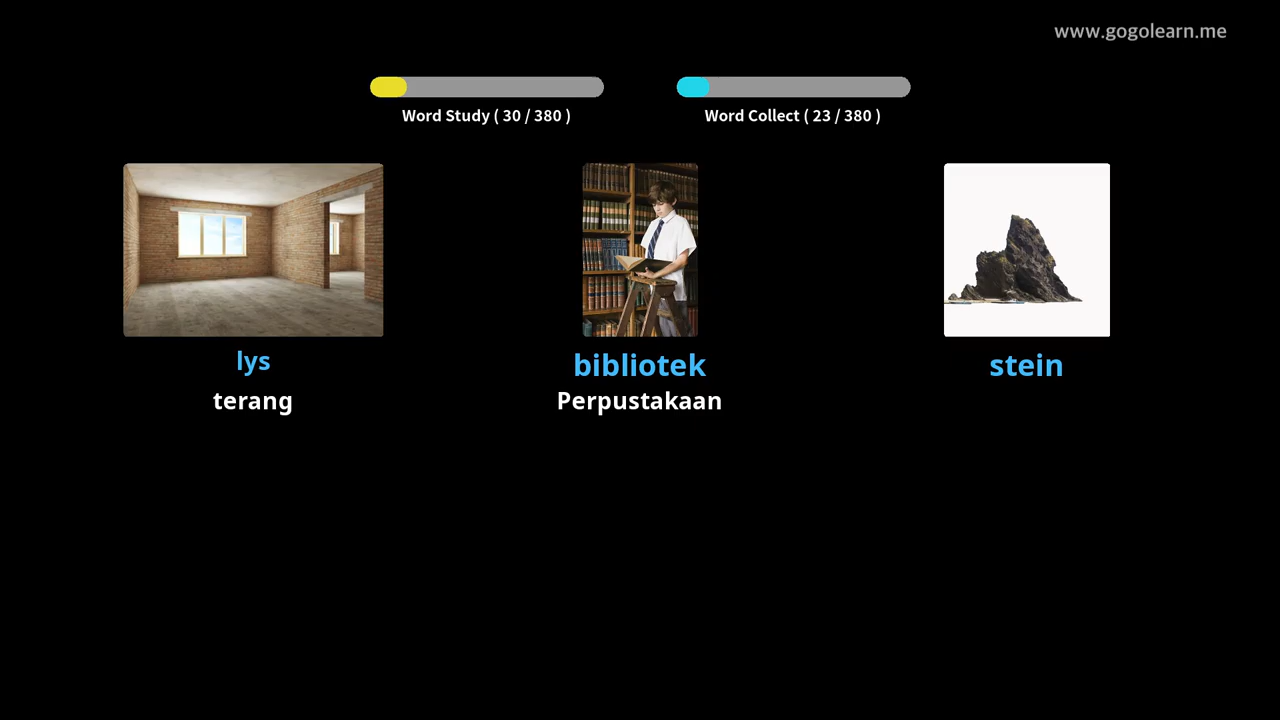 www.gogolearn.me
Word Study ( 30 / 380 )
Word Collect ( 23 / 380 )
lys
bibliotek
stein
terang
Perpustakaan